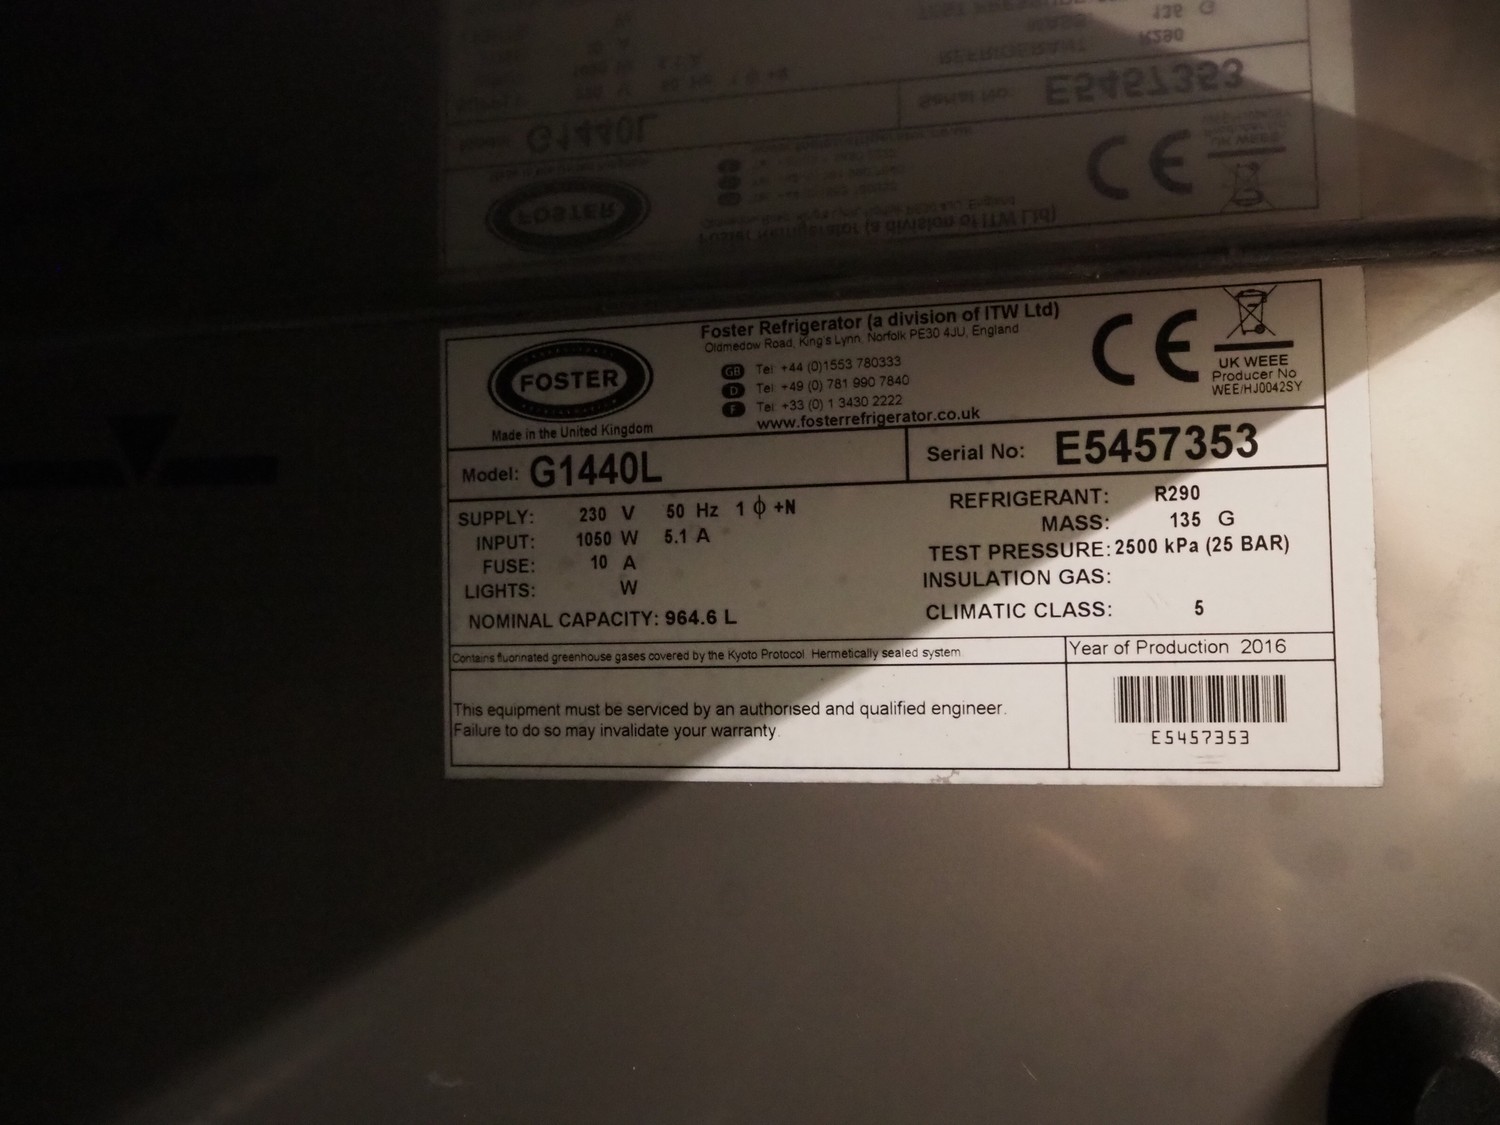 FOSTER
Made in the United Kingdom
Foster Refrigerator (a division of ITW Ltd)
Oldmedow Road, King's Lynn, Norfolk PE30 4JU, England
GB Tel: +44 (0)1553 780333
D Tel: +49 (0) 781 990 7840
F Tel: +33 (0) 1 3430 2222
www.fosterrefrigerator.co.uk
CE
UK WEEE
Producer No
WEE/HJ0042SY
Model: G1440L
Serial No: E5457353
SUPPLY: 230 V 50 Hz 1 ϕ +N
INPUT: 1050 W 5.1 A
FUSE: 10 A
LIGHTS: W
NOMINAL CAPACITY: 964.6 L
REFRIGERANT: R290
MASS: 135 G
TEST PRESSURE: 2500 kPa (25 BAR)
INSULATION GAS:
CLIMATIC CLASS: 5
Contains fluorinated greenhouse gases covered by the Kyoto Protocol. Hermetically sealed system
Year of Production 2016
This equipment must be serviced by an authorised and qualified engineer.
Failure to do so may invalidate your warranty
E5457353